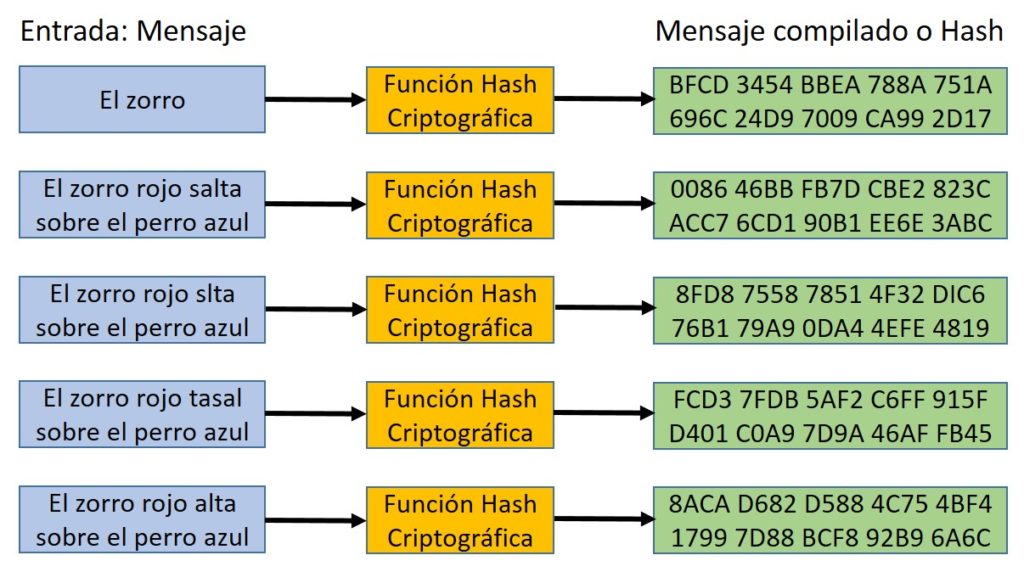 Entrada: Mensaje
Mensaje compilado o Hash
El zorro
Función Hash
Criptográfica
BFCD 3454 BBEA 788A 751A
696C 24D9 7009 CA99 2D17
El zorro rojo salta
sobre el perro azul
Función Hash
Criptográfica
0086 46BB FB7D CBE2 823C
ACC7 6CD1 90B1 EE6E 3ABC
El zorro rojo slta
sobre el perro azul
Función Hash
Criptográfica
8FD8 7558 7851 4F32 DIC6
76B1 79A9 0DA4 4EFE 4819
El zorro rojo tasal
sobre el perro azul
Función Hash
Criptográfica
FCD3 7FDB 5AF2 C6FF 915F
D401 C0A9 7D9A 46AF FB45
El zorro rojo alta
sobre el perro azul
Función Hash
Criptográfica
8ACA D682 D588 4C75 4BF4
1799 7D88 BCF8 92B9 6A6C